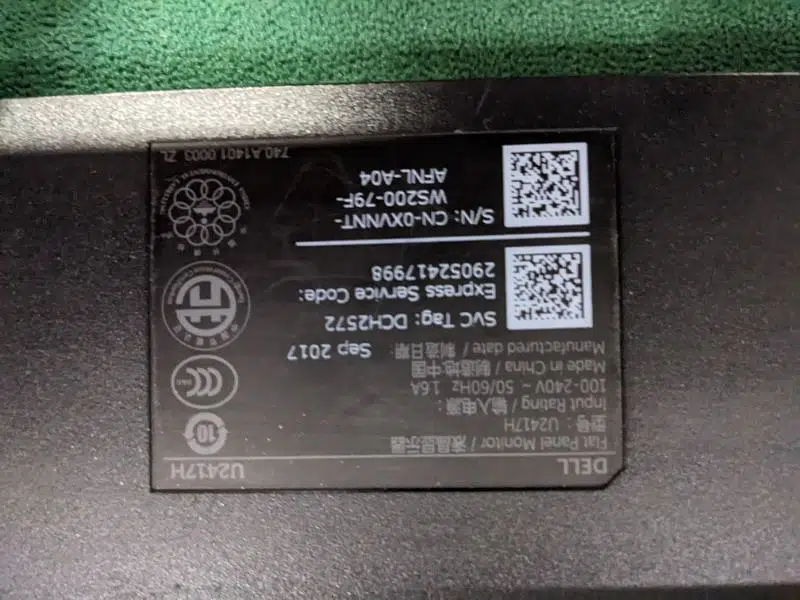 DELL U2417H
Flat Panel Monitor / 液晶显示器
型号: U2417H
Input Rating / 输入电源:
100-240V ~ 50/60Hz 1.6A
Made in China / 制造地:中国
Manufactured date / 制造日期:
Sep 2017
Svc Tag: DCH2572
Express Service Code:
29052417998
S/N: CN-0XVNNT-
WS200-79F-
AFNL-A04
10
CCC
740.A1401.0003 ZL